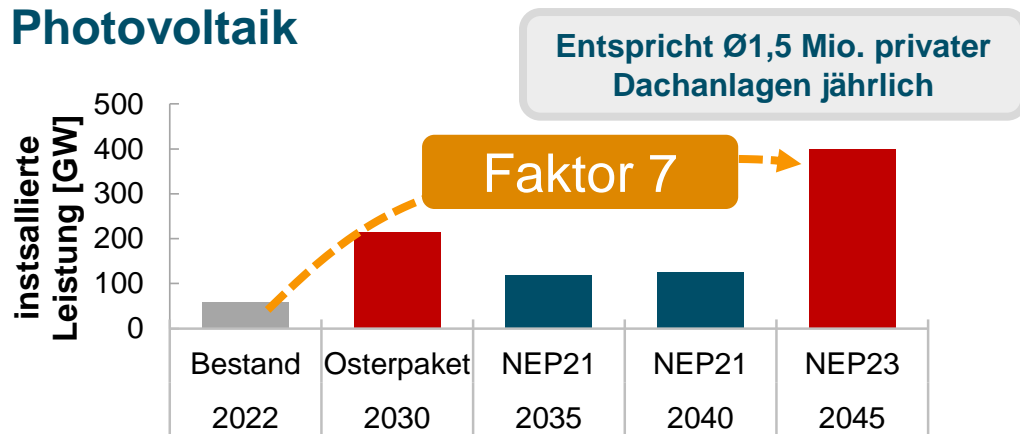 Photovoltaik
Entspricht Ø1,5 Mio. privater
Dachanlagen jährlich
instsallierte
Leistung [GW]
500
400
300
200
100
0
Faktor 7
Bestand Osterpaket NEP21 NEP21 NEP23
2022 2030 2035 2040 2045